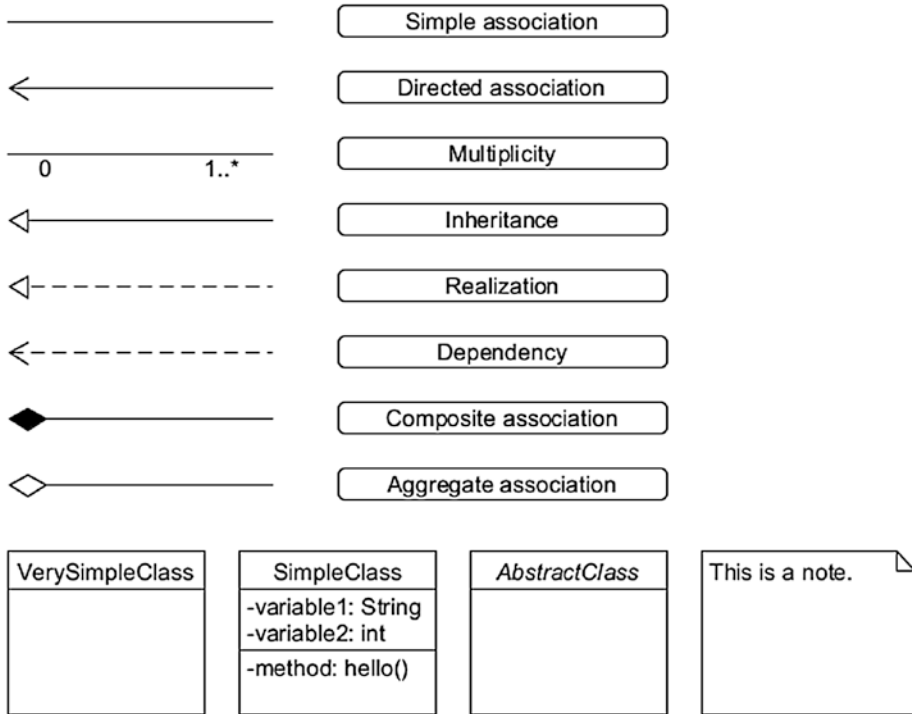 Simple association
Directed association
Multiplicity
0 1..*
Inheritance
Realization
Dependency
Composite association
Aggregate association
VerySimpleClass
SimpleClass
-variable1: String
-variable2: int
-method: hello()
AbstractClass
This is a note.